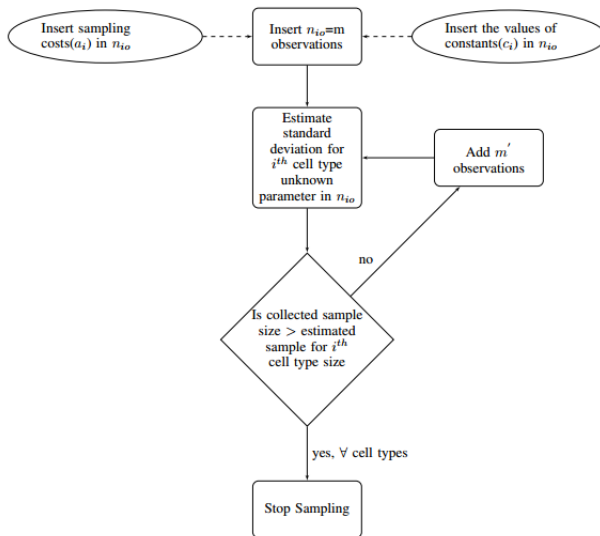 Insert sampling
costs(a_i) in n_io
Insert n_io=m
observations
Insert the values of
constants(c_i) in n_io
Estimate
standard
deviation for
i^th cell type
unknown
parameter in n_io
Add m′
observations
no
Is collected sample
size > estimated
sample for i^th
cell type size
yes, ∀ cell types
Stop Sampling